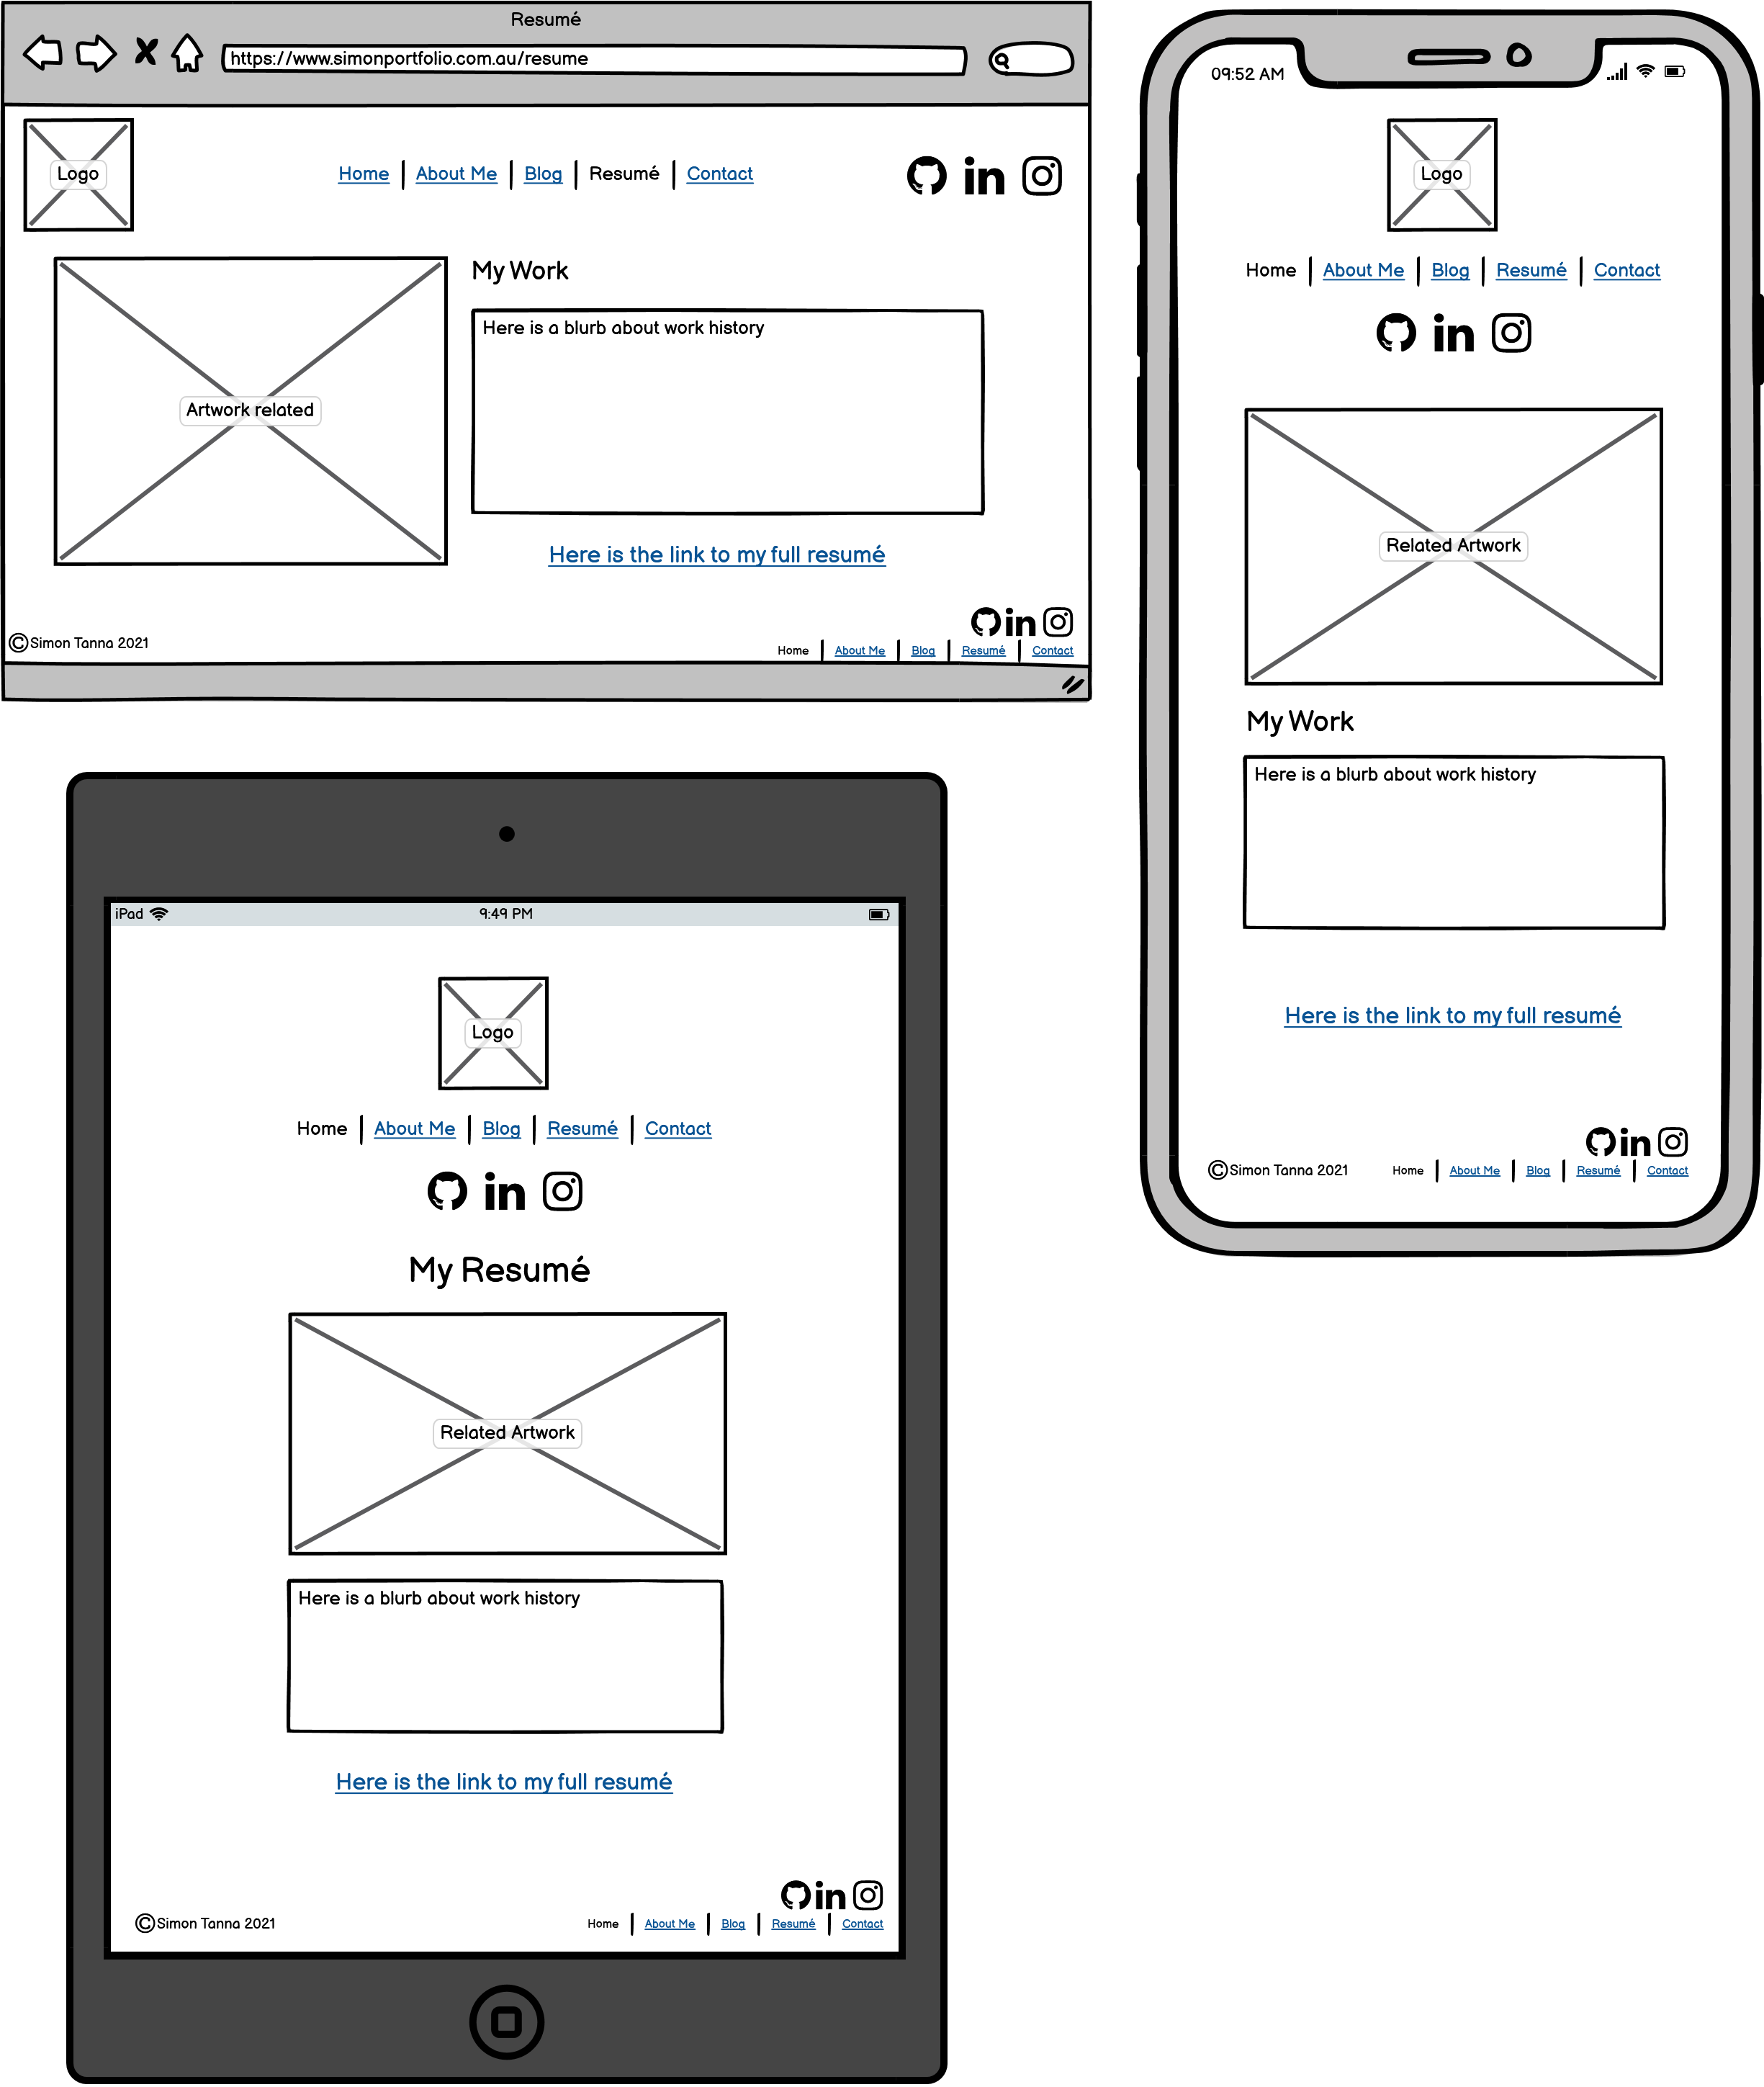 Resumé
https://www.simonportfolio.com.au/resume
Logo
Home | About Me | Blog | Resumé | Contact
My Work
Here is a blurb about work history
Artwork related
Here is the link to my full resumé
©Simon Tanna 2021
Home | About Me | Blog | Resumé | Contact
09:52 AM
Logo
Home | About Me | Blog | Resumé | Contact
Related Artwork
My Work
Here is a blurb about work history
Here is the link to my full resumé
©Simon Tanna 2021
Home | About Me | Blog | Resumé | Contact
iPad 9:49 PM
Logo
Home | About Me | Blog | Resumé | Contact
My Resumé
Related Artwork
Here is a blurb about work history
Here is the link to my full resumé
©Simon Tanna 2021
Home | About Me | Blog | Resumé | Contact